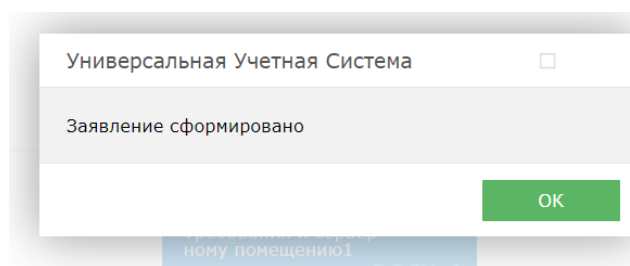 Универсальная Учетная Система
Заявление сформировано
OK
ному помещению1